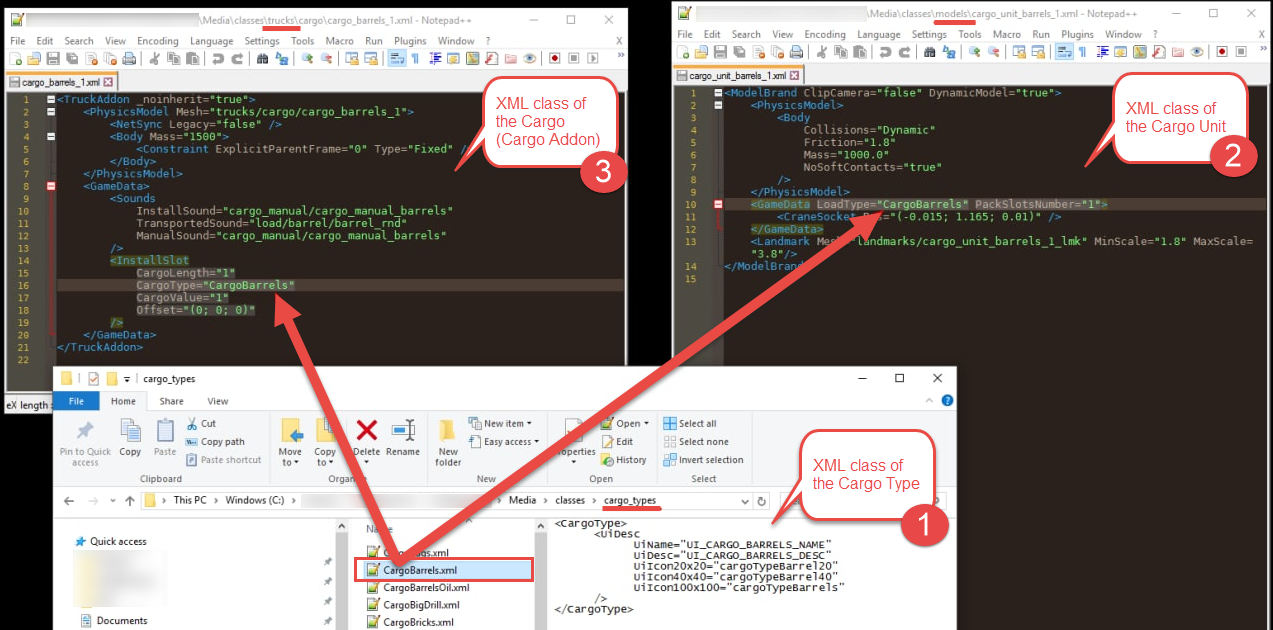 \Media\classes\trucks\cargo\cargo_barrels_1.xml - Notepad++
File Edit Search View Encoding Language Settings Tools Macro Run Plugins Window ?
X
cargo_barrels_1.xml
1 <TruckAddon _noinherit="true">
2 <PhysicsModel Mesh="trucks/cargo/cargo_barrels_1">
3 <NetSync Legacy="false" />
4 <Body Mass="1500">
5 <Constraint ExplicitParentFrame="0" Type="Fixed" /
6 </Body>
7 </PhysicsModel>
8 <GameData>
9 <Sounds
10 InstallSound="cargo_manual/cargo_manual_barrels"
11 TransportedSound="load/barrel/barrel_rnd"
12 ManualSound="cargo_manual/cargo_manual_barrels"
13 />
14 <InstallSlot
15 CargoLength="1"
16 CargoType="CargoBarrels"
17 CargoValue="1"
18 Offset="(0; 0; 0)"
19 />
20 </GameData>
21 </TruckAddon>
22
eX length :
XML class of
the Cargo
(Cargo Addon)
3
\Media\classes\models\cargo_unit_barrels_1.xml - Notepad++
File Edit Search View Encoding Language Settings Tools Macro Run Plugins Window ?
X
cargo_unit_barrels_1.xml
1 <ModelBrand ClipCamera="false" DynamicModel="true">
2 <PhysicsModel>
3 <Body
4 Collisions="Dynamic"
5 Friction="1.8"
6 Mass="1000.0"
7 NoSoftContacts="true"
8 />
9 </PhysicsModel>
10 <GameData LoadType="CargoBarrels" PackSlotsNumber="1">
11 <CraneSocket Pos="(-0.015; 1.165; 0.01)" />
12 </GameData>
13 <Landmark Mesh="landmarks/cargo_unit_barrels_1_lmk" MinScale="1.8" MaxScale=
"3.8"/>
14 </ModelBrand>
15
XML class of
the Cargo Unit
2
cargo_types
File Home Share View
Pin to Quick
access
Copy
Paste
Cut
Copy path
Paste shortcut
Clipboard
Move
to
Copy
to
Delete
Rename
New
folder
New item
Easy access
New
Open
Edit
History
Open
Select all
Select none
Invert selection
Select
This PC > Windows (C:) > Media > classes > cargo_types
Quick access
Documents
CargoBarrels.xml
CargoBarrelsOil.xml
CargoBigDrill.xml
CargoBricks.xml
<CargoType>
<UiDesc
UiName="UI_CARGO_BARRELS_NAME"
UiDesc="UI_CARGO_BARRELS_DESC"
UiIcon20x20="cargoTypeBarrel20"
UiIcon40x40="cargoTypeBarrel40"
UiIcon100x100="cargoTypeBarrels"
/>
</CargoType>
XML class of
the Cargo Type
1